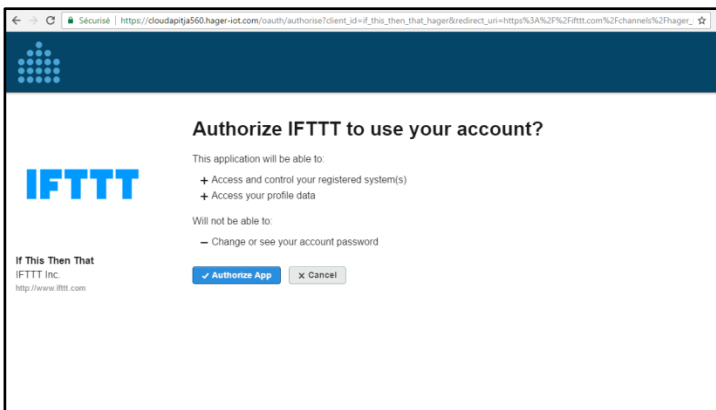 Sécurisé | https://cloudapitja560.hager-iot.com/oauth/authorise?client_id=if_this_then_that_hager&redirect_uri=https%3A%2F%2Fifttt.com%2Fchannels%2Fhager_
Authorize IFTTT to use your account?
This application will be able to:
+ Access and control your registered system(s)
+ Access your profile data
IFTTT
Will not be able to:
– Change or see your account password
If This Then That
IFTTT Inc.
http://www.ifttt.com
✓ Authorize App
x Cancel